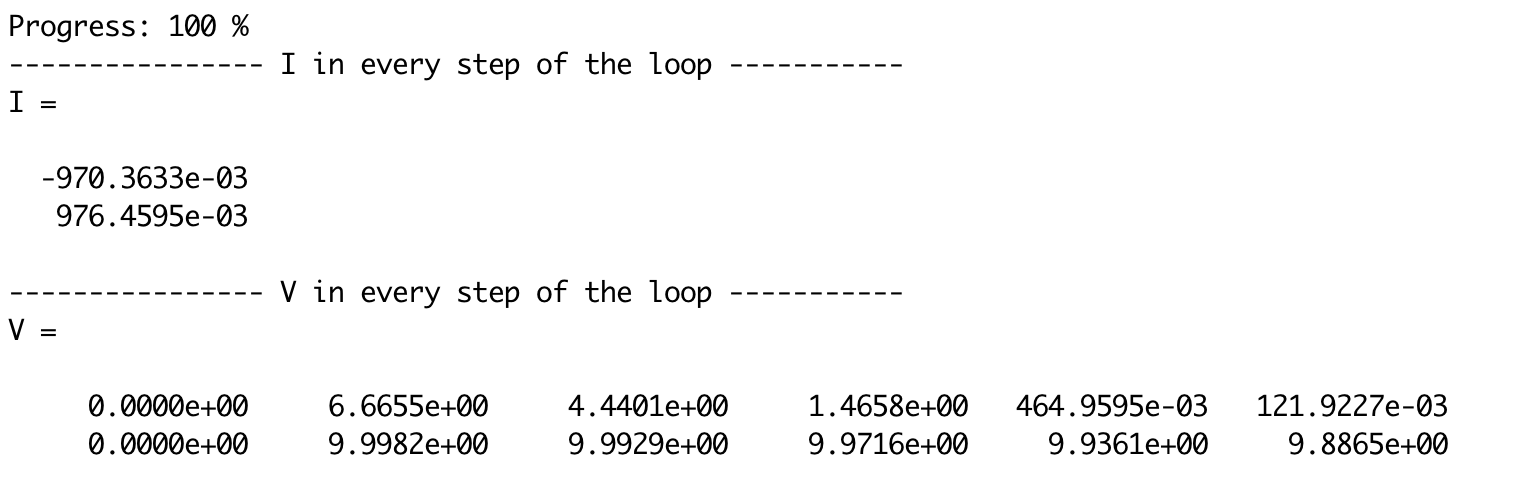 Progress: 100 %
---------------- I in every step of the loop -----------
I =
-970.3633e-03
976.4595e-03
---------------- V in every step of the loop -----------
V =
0.0000e+00 6.6655e+00 4.4401e+00 1.4658e+00 464.9595e-03 121.9227e-03
0.0000e+00 9.9982e+00 9.9929e+00 9.9716e+00 9.9361e+00 9.8865e+00